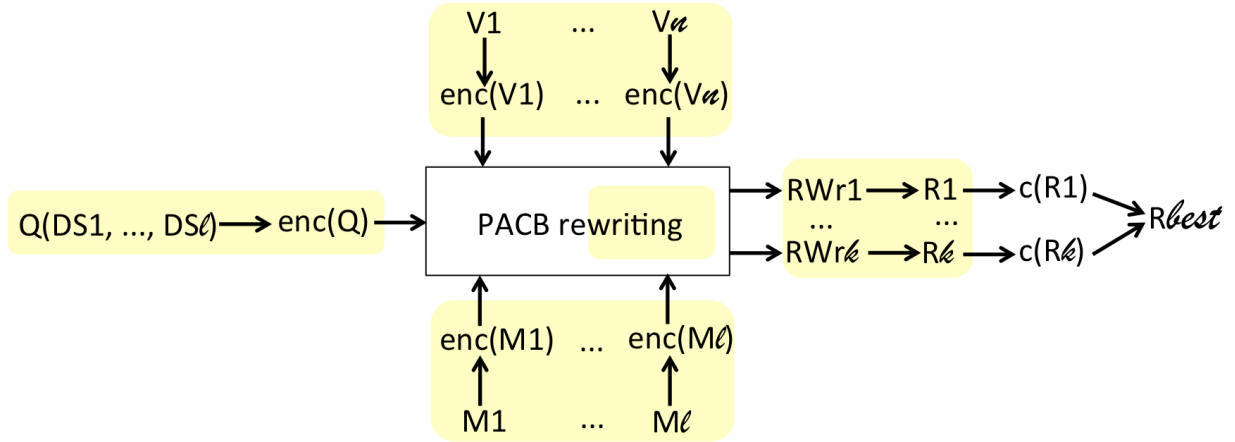 V1 ... Vn
enc(V1) ... enc(Vn)
Q(DS1, ..., DSl) enc(Q)
PACB rewriting
RWr1 R1 c(R1)
... ...
RWrk Rk c(Rk)
Rbest
enc(M1) ... enc(Ml)
M1 ... Ml